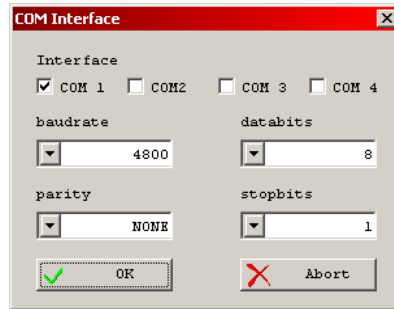 COM Interface
Interface
COM 1 COM2 COM 3 COM 4
baudrate databits
4800 8
parity stopbits
NONE 1
OK Abort